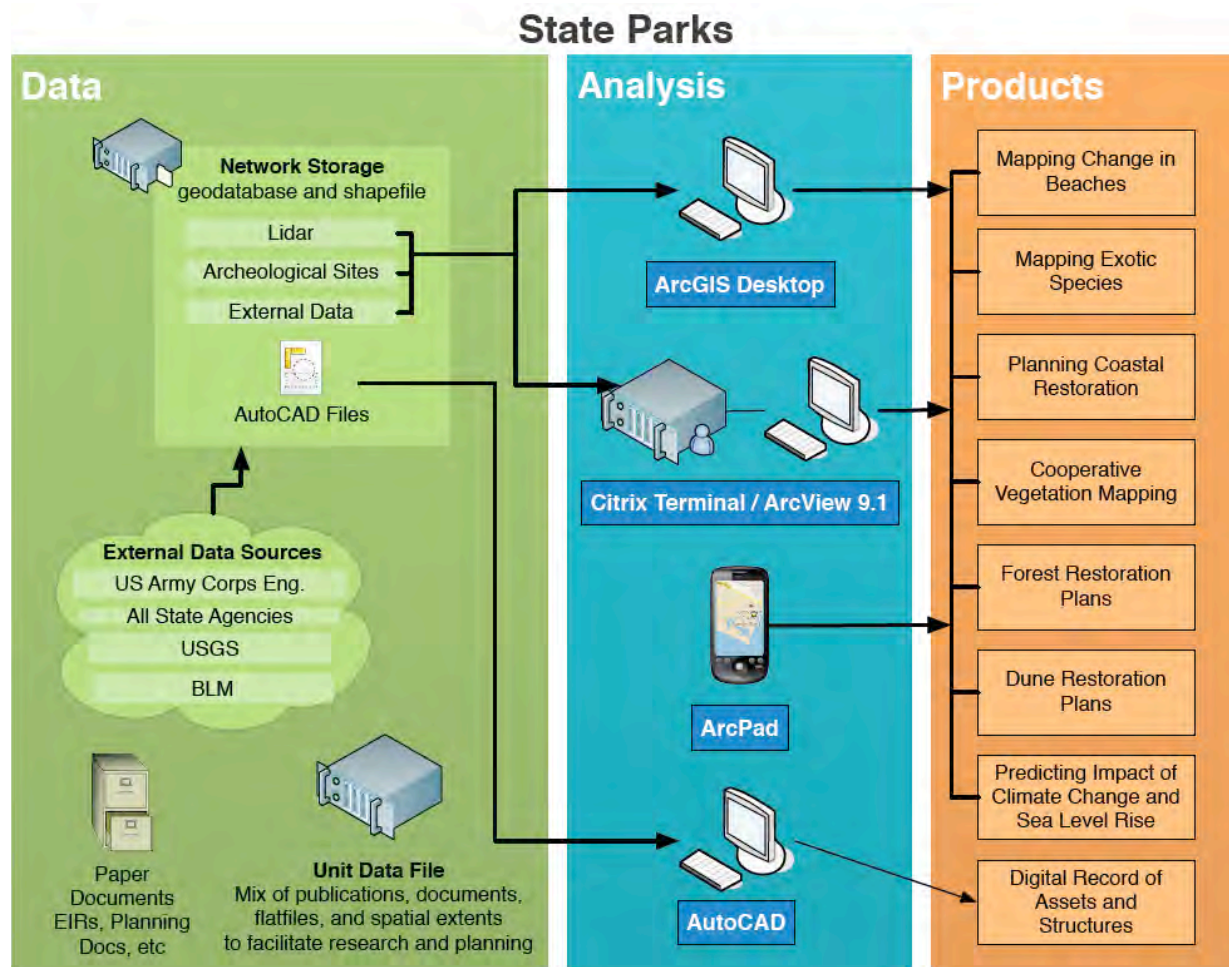 State Parks
Data
Network Storage
geodatabase and shapefile
Lidar
Archeological Sites
External Data
AutoCAD Files
External Data Sources
US Army Corps Eng.
All State Agencies
USGS
BLM
Paper
Documents
EIRs, Planning
Docs, etc
Unit Data File
Mix of publications, documents,
flatfiles, and spatial extents
to facilitate research and planning
Analysis
ArcGIS Desktop
Citrix Terminal / ArcView 9.1
ArcPad
AutoCAD
Products
Mapping Change in
Beaches
Mapping Exotic
Species
Planning Coastal
Restoration
Cooperative
Vegetation Mapping
Forest Restoration
Plans
Dune Restoration
Plans
Predicting Impact of
Climate Change and
Sea Level Rise
Digital Record of
Assets and
Structures